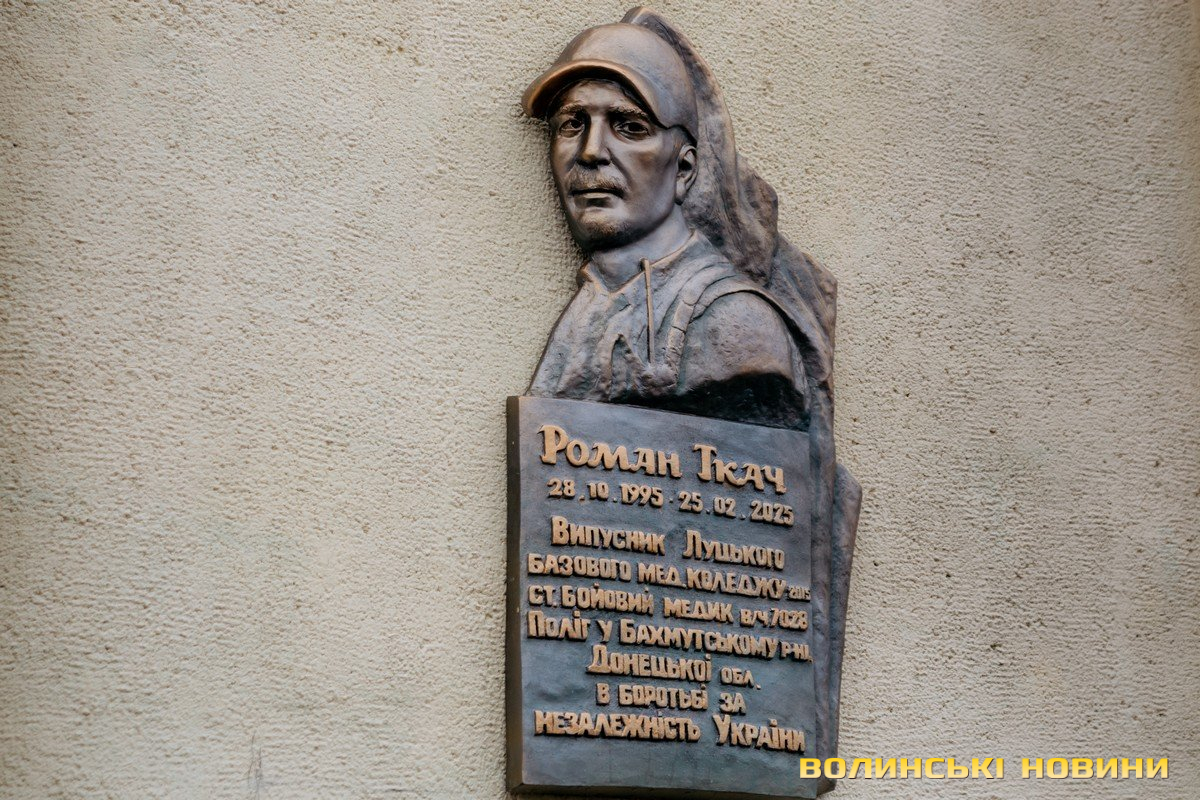 Роман Ткач
28.10.1995 · 25.02.2025
Випускник Луцького
базового мед.коледжу 2015
ст.бойовий медик в/ч 7028
Поліг у Бахмутському р-ні,
Донецької обл.
в боротьбі за
незалежність України
ВОЛИНСЬКІ НОВИНИ